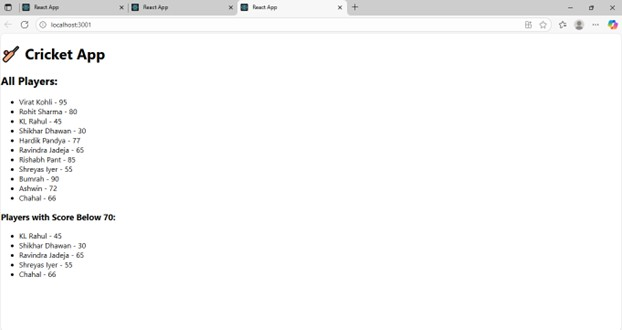 React App
React App
React App
localhost:3001
Cricket App
All Players:
Virat Kohli - 95
Rohit Sharma - 80
KL Rahul - 45
Shikhar Dhawan - 30
Hardik Pandya - 77
Ravindra Jadeja - 65
Rishabh Pant - 85
Shreyas Iyer - 55
Bumrah - 90
Ashwin - 72
Chahal - 66
Players with Score Below 70:
KL Rahul - 45
Shikhar Dhawan - 30
Ravindra Jadeja - 65
Shreyas Iyer - 55
Chahal - 66